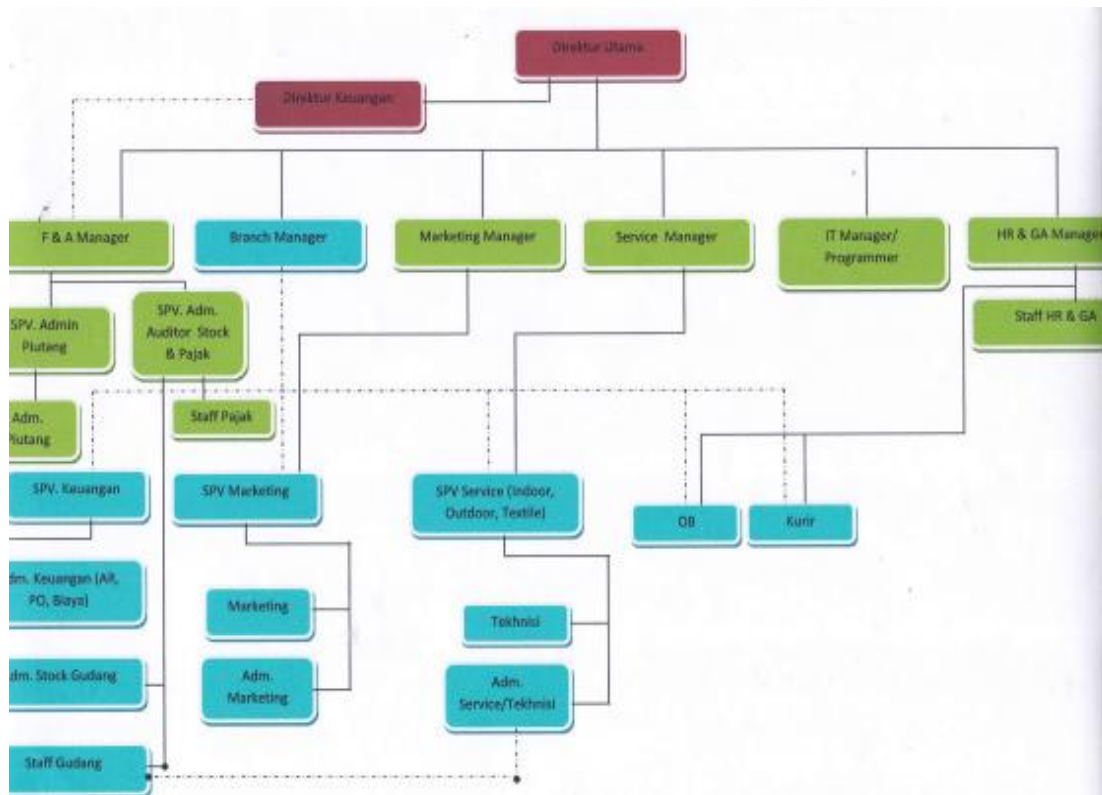 Direktur Utama
Direktur Keuangan
F & A Manager
Branch Manager
Marketing Manager
Service Manager
IT Manager/
Programmer
HR & GA Manager
SPV. Admin
Piutang
SPV. Adm.
Auditor Stock
& Pajak
Staff HR & GA
Adm.
Piutang
Staff Pajak
SPV. Keuangan
SPV Marketing
SPV Service (Indoor,
Outdoor, Textile)
OB
Kurir
dm. Keuangan (AR,
PO, Biaya)
Marketing
Tekhnisi
dm. Stock Gudang
Adm.
Marketing
Adm.
Service/Tekhnisi
Staff Gudang